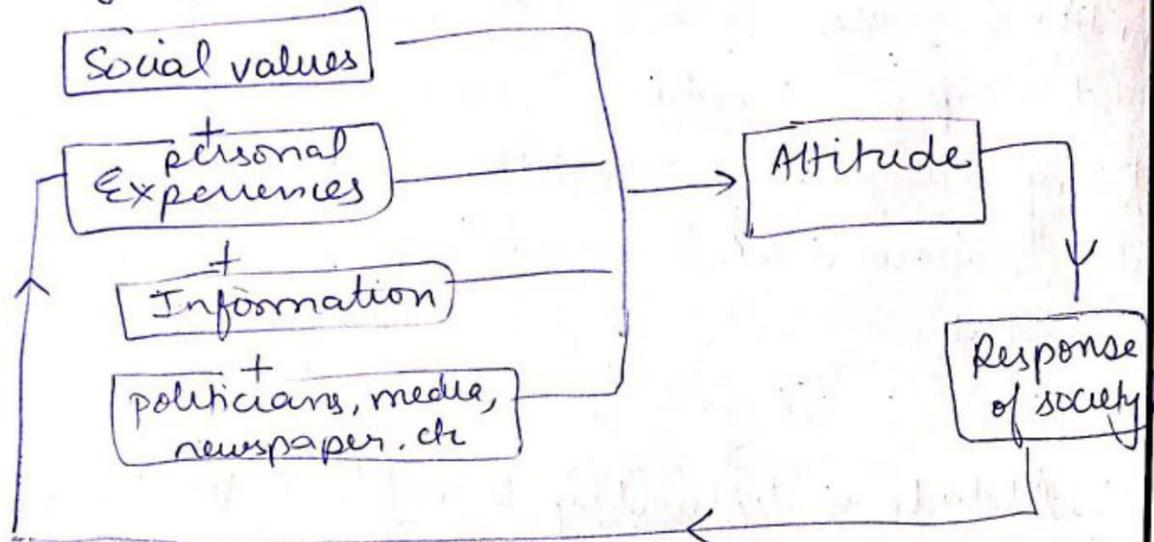 Social values
+
personal
Experiences
+
Information
+
politicians, media,
newspaper. etc
Attitude
Response
of society